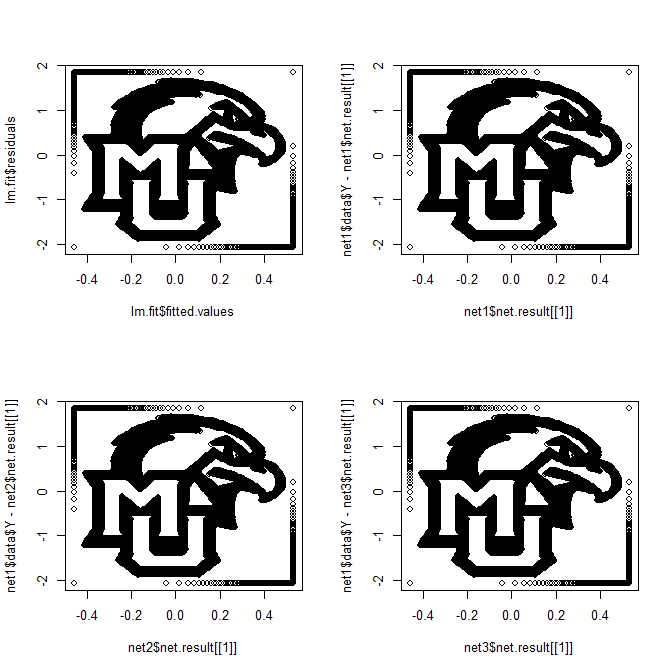 2
1
0
-1
-2
lm.fit$residuals
MU
-0.4 -0.2 0.0 0.2 0.4
lm.fit$fitted.values
2
1
0
-1
-2
net1$data$Y - net1$net.result[[1]]
MU
-0.4 -0.2 0.0 0.2 0.4
net1$net.result[[1]]
2
1
0
-1
-2
net1$data$Y - net2$net.result[[1]]
MU
-0.4 -0.2 0.0 0.2 0.4
net2$net.result[[1]]
2
1
0
-1
-2
net1$data$Y - net3$net.result[[1]]
MU
-0.4 -0.2 0.0 0.2 0.4
net3$net.result[[1]]